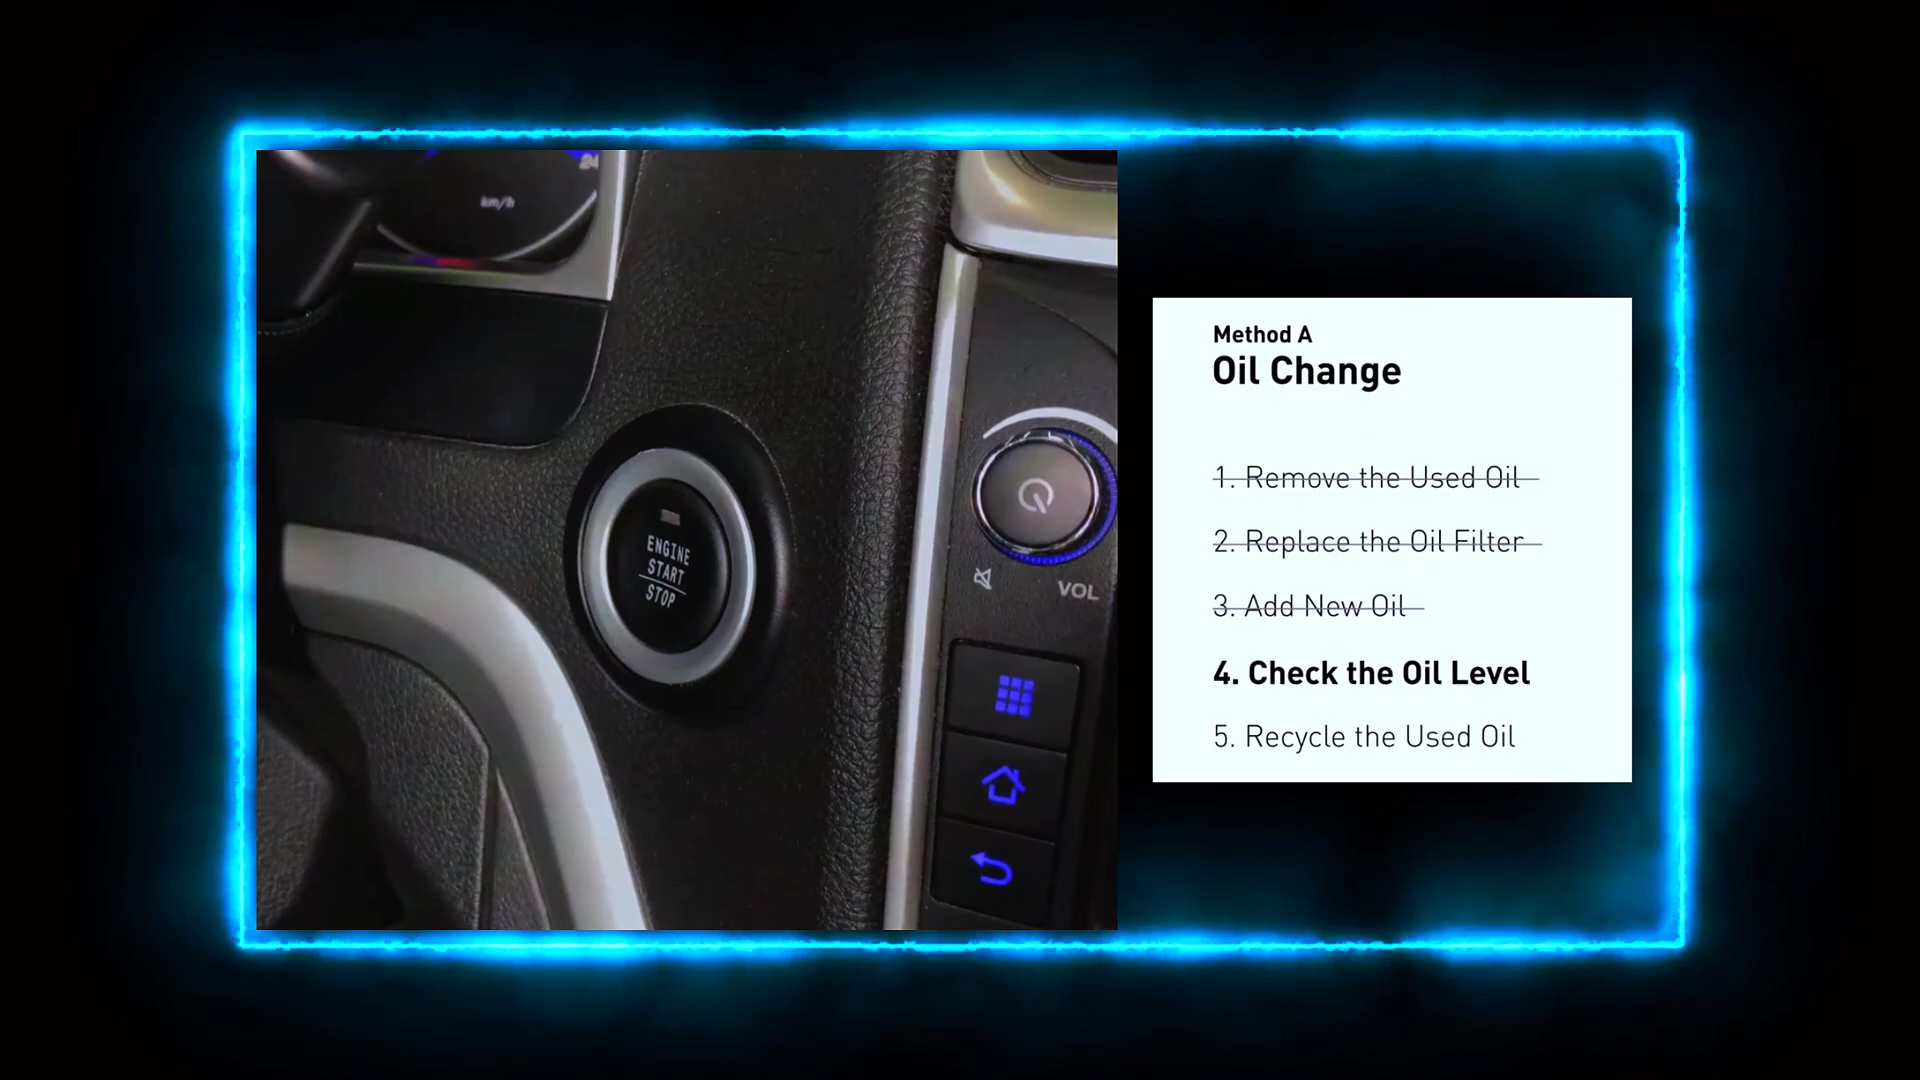 24
km/h
ENGINE
START
STOP
VOL
Method A
Oil Change
1. Remove the Used Oil
2. Replace the Oil Filter
3. Add New Oil
4. Check the Oil Level
5. Recycle the Used Oil